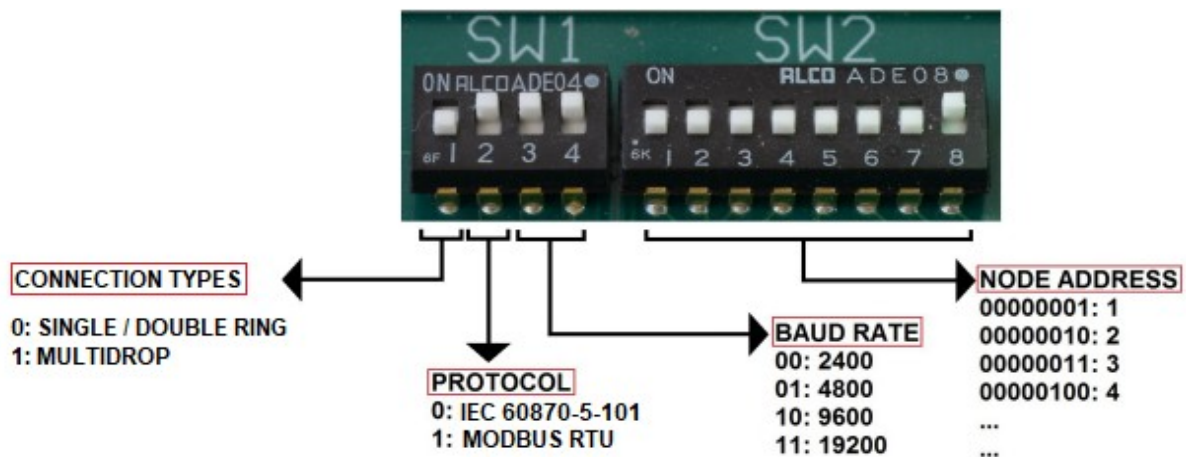 SW1 SW2
ON ALCO ADE04
ON ALCO ADE08
6F 1 2 3 4
6K 1 2 3 4 5 6 7 8
CONNECTION TYPES
0: SINGLE / DOUBLE RING
1: MULTIDROP
PROTOCOL
0: IEC 60870-5-101
1: MODBUS RTU
BAUD RATE
00: 2400
01: 4800
10: 9600
11: 19200
NODE ADDRESS
00000001: 1
00000010: 2
00000011: 3
00000100: 4
...
...